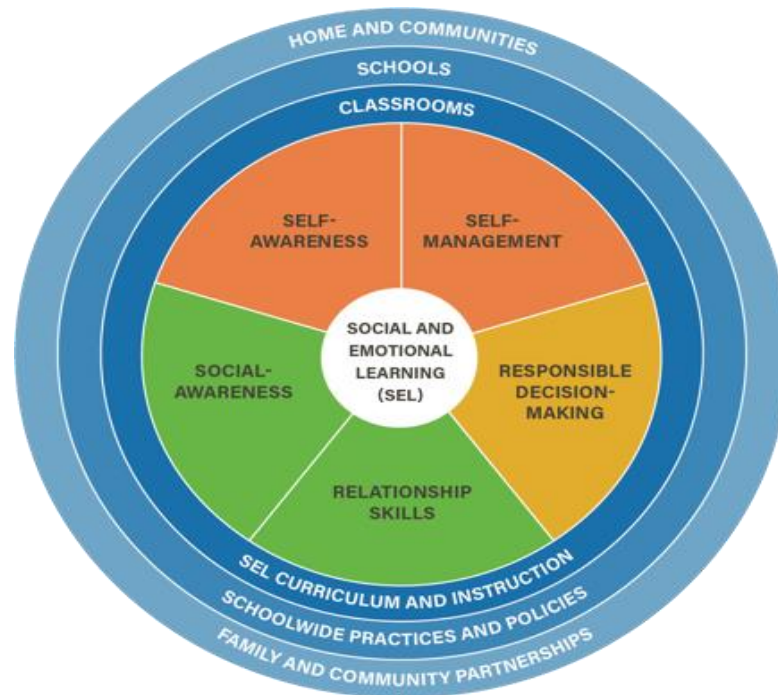 HOME AND COMMUNITIES
SCHOOLS
CLASSROOMS
SELF-
AWARENESS
SELF-
MANAGEMENT
SOCIAL AND
EMOTIONAL
LEARNING
(SEL)
SOCIAL-
AWARENESS
RESPONSIBLE
DECISION-
MAKING
RELATIONSHIP
SKILLS
SEL CURRICULUM AND INSTRUCTION
SCHOOLWIDE PRACTICES AND POLICIES
FAMILY AND COMMUNITY PARTNERSHIPS